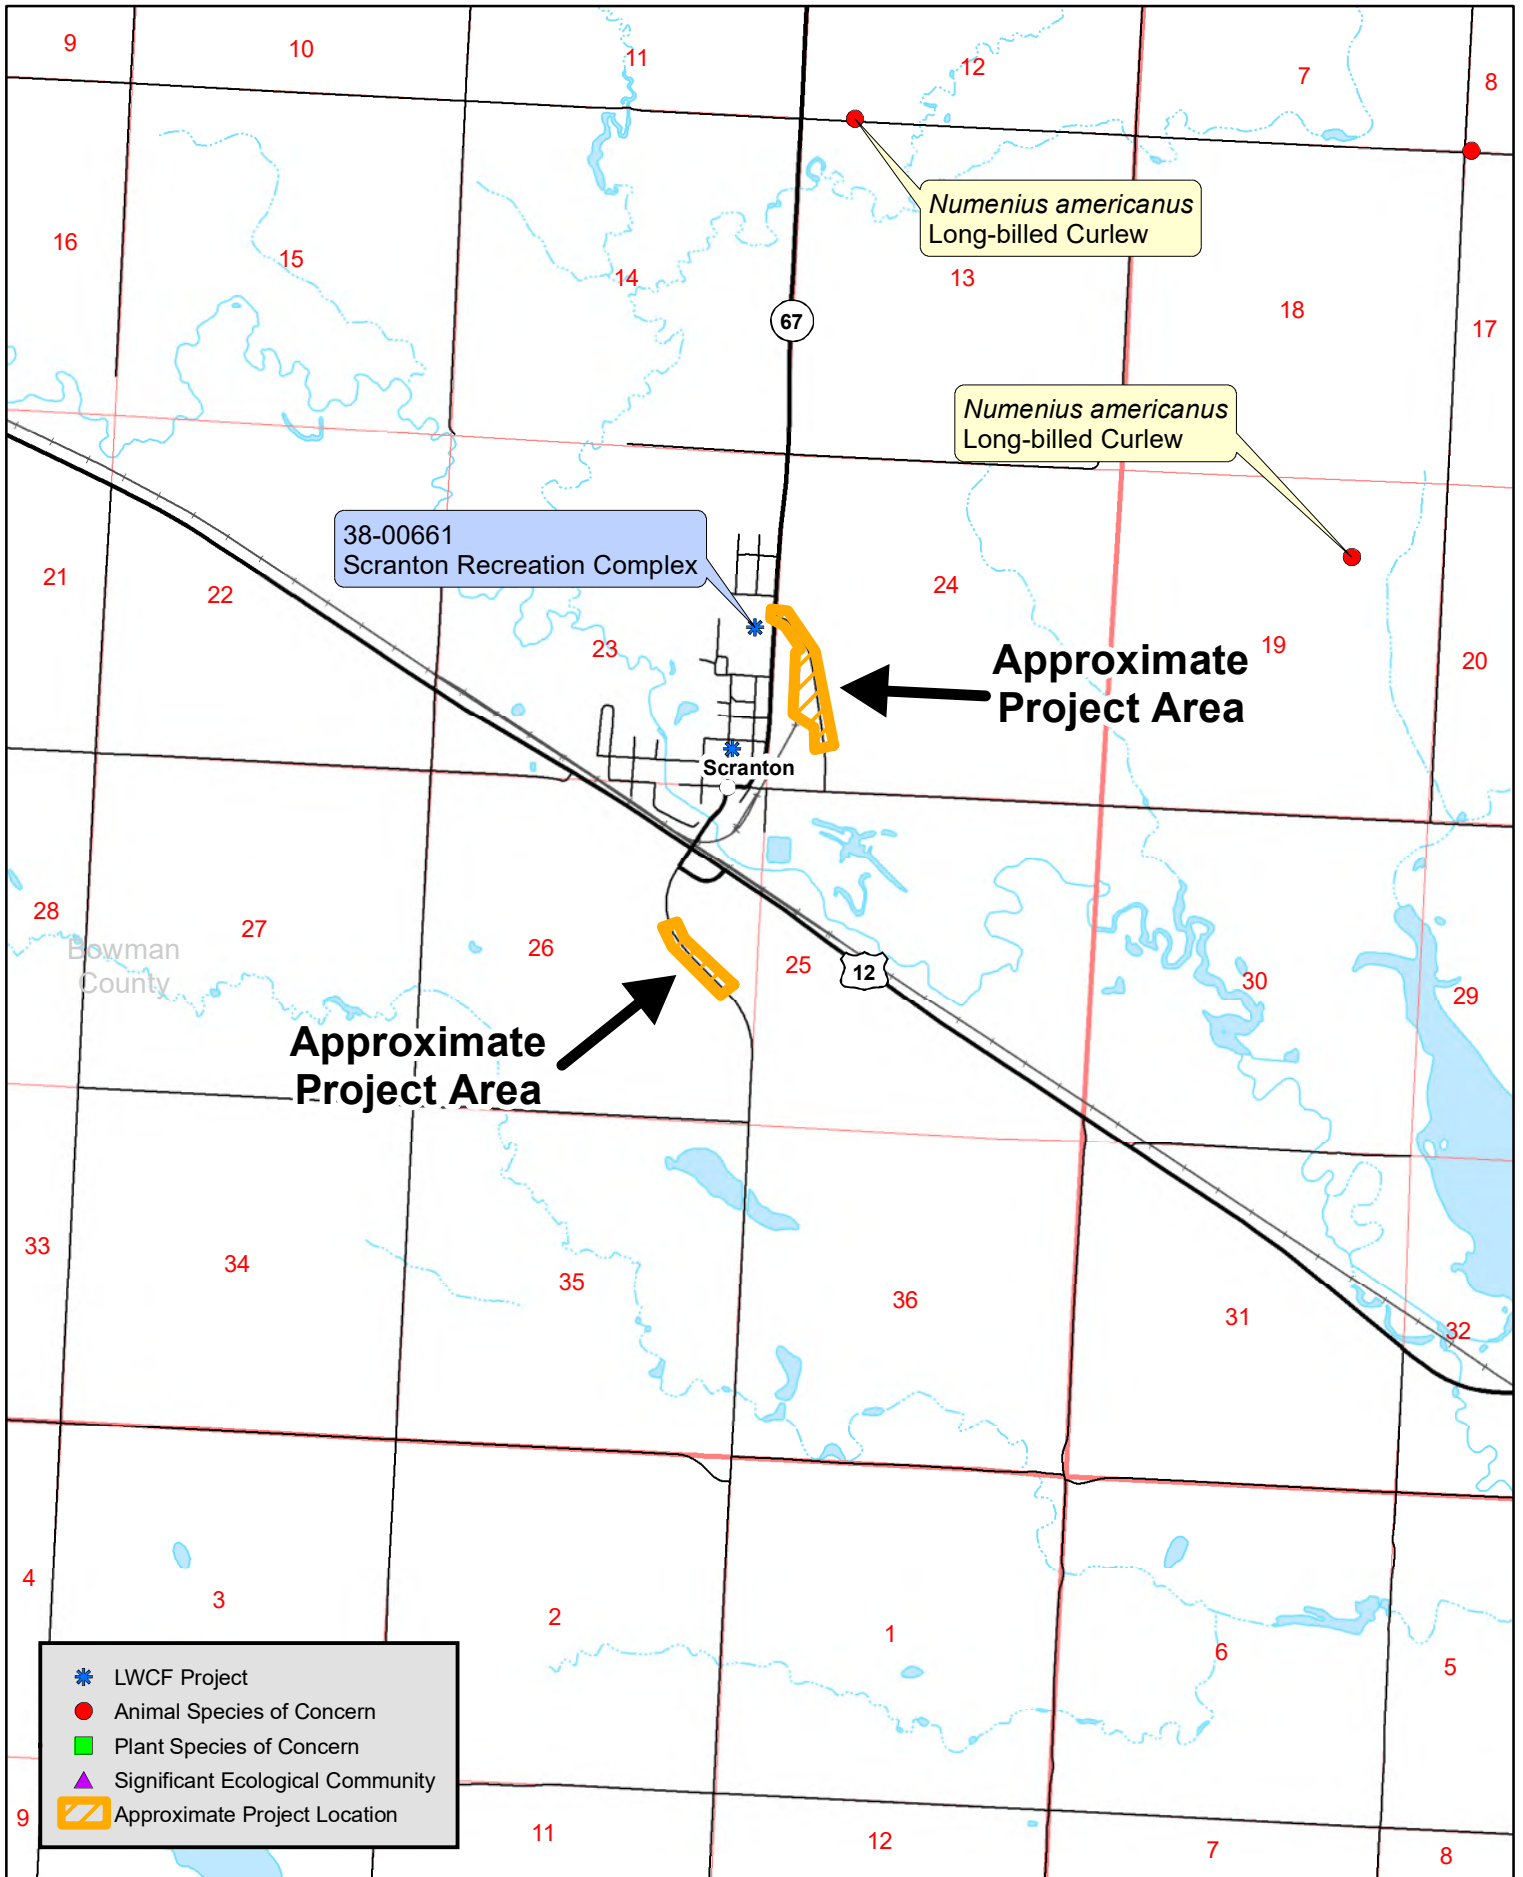 9
10
11
12
7
8
Numenius americanus
Long-billed Curlew
16
15
14
13
18
17
67
Numenius americanus
Long-billed Curlew
38-00661
Scranton Recreation Complex
21
22
23
24
19
20
Approximate
Project Area
Scranton
28
27
26
25
12
30
29
Bowman
County
Approximate
Project Area
33
34
35
36
31
32
4
3
2
1
6
5
LWCF Project
Animal Species of Concern
Plant Species of Concern
Significant Ecological Community
Approximate Project Location
9
11
12
7
8